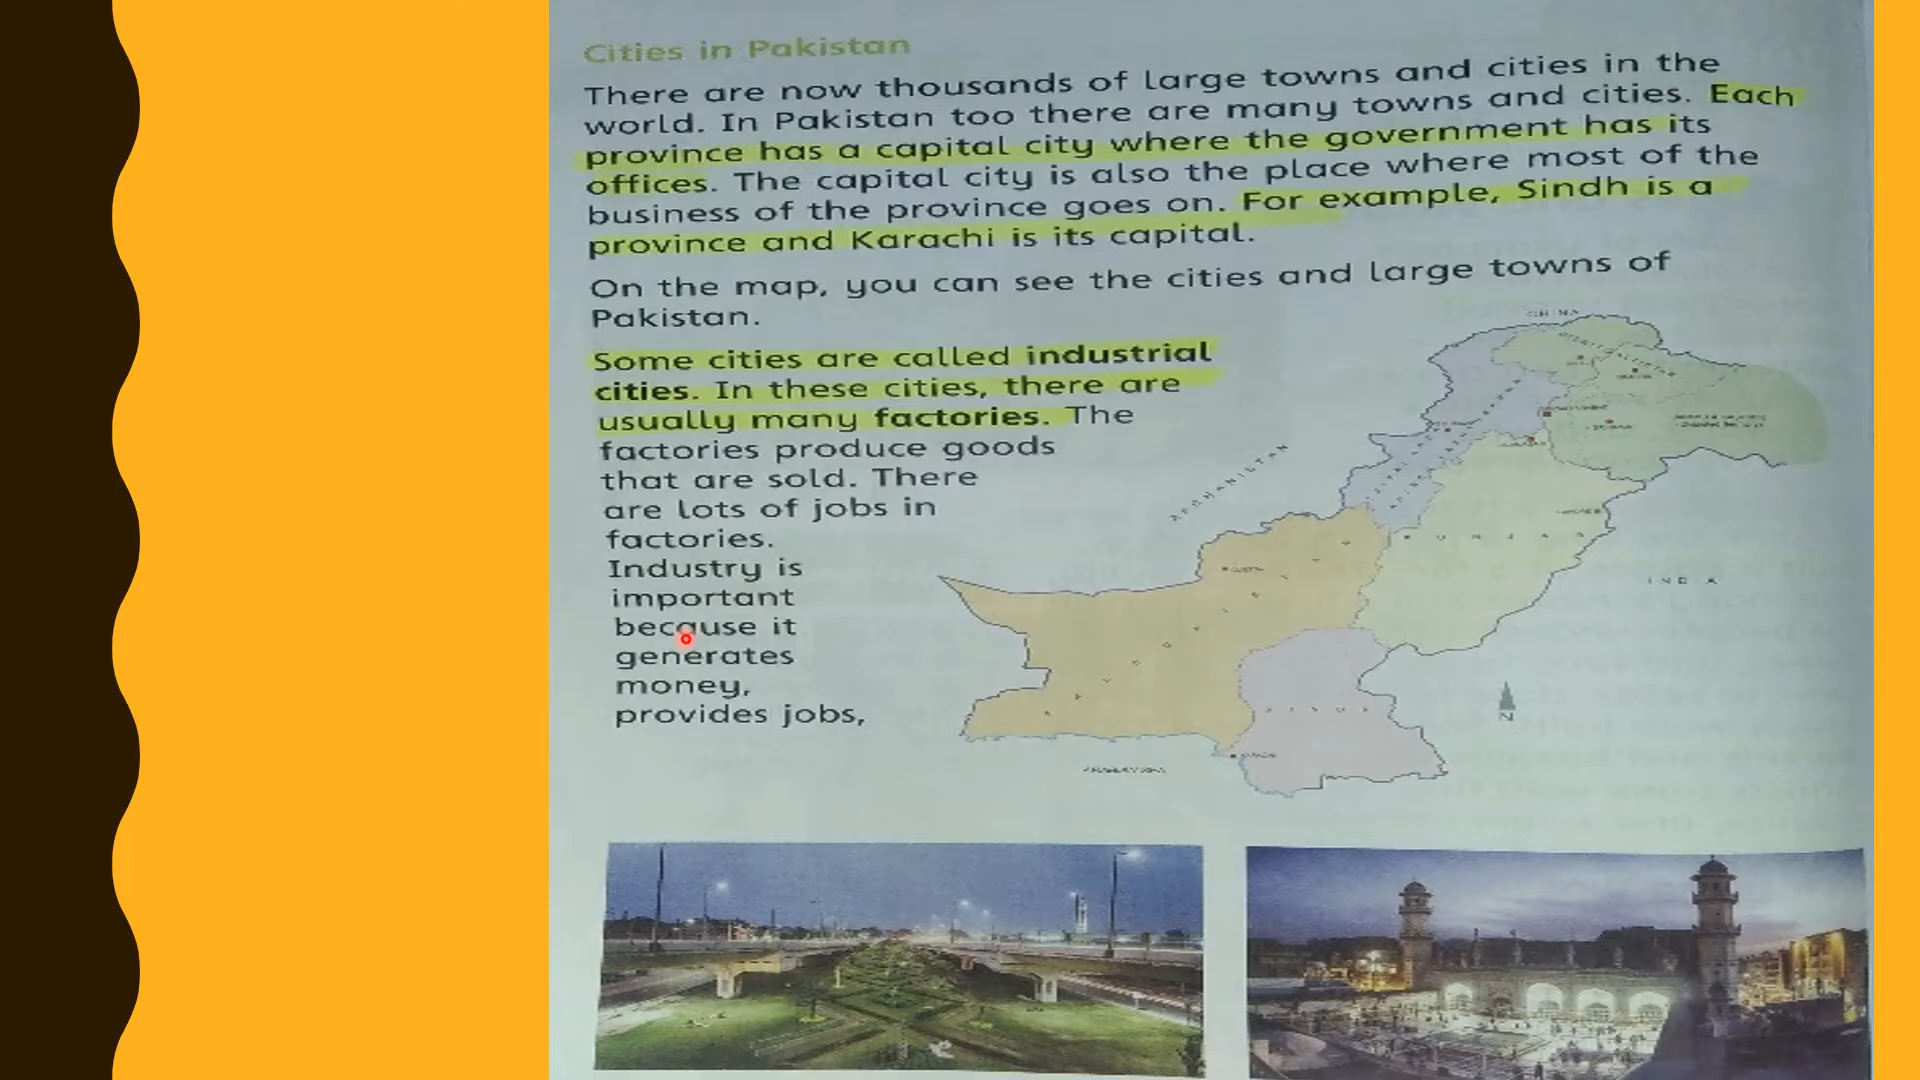 Cities in Pakistan
There are now thousands of large towns and cities in the
world. In Pakistan too there are many towns and cities. Each
province has a capital city where the government has its
offices. The capital city is also the place where most of the
business of the province goes on. For example, Sindh is a
province and Karachi is its capital.
On the map, you can see the cities and large towns of
Pakistan.
Some cities are called industrial
cities. In these cities, there are
usually many factories. The
factories produce goods
that are sold. There
are lots of jobs in
factories.
Industry is
important
because it
generates
money,
provides jobs,
CHINA
AFGHANISTAN
PUNJAB
INDIA
SINDH
N
ARABIAN SEA